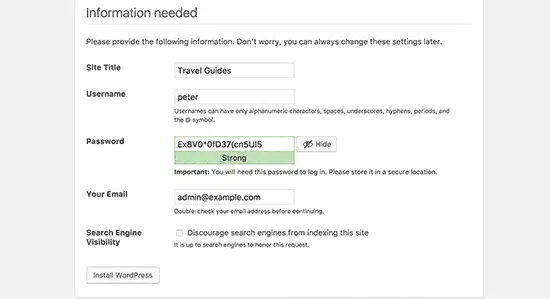 Information needed
Please provide the following information. Don't worry, you can always change these settings later.
Site Title
Travel Guides
Username
peter
Usernames can have only alphanumeric characters, spaces, underscores, hyphens, periods, and
the @ symbol.
Password
Ex8V0*0fD37(cn5UI5
Hide
Strong
Important: You will need this password to log in. Please store it in a secure location.
Your Email
admin@example.com
Double-check your email address before continuing.
Search Engine
Visibility
Discourage search engines from indexing this site
It is up to search engines to honor this request.
Install WordPress